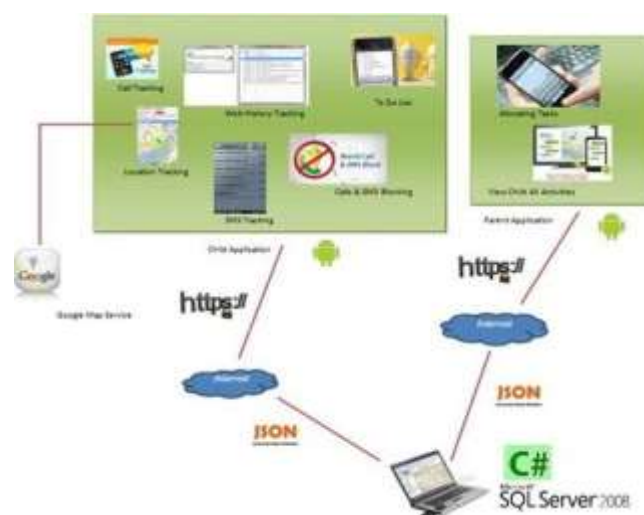 Call Tracking
Web History Tracking
To Do List
Allocating Tasks
Location Tracking
Calls & SMS Blocking
View Child All Activities
SMS Tracking
Child Application
Parent Application
https://
https://
Google
Google Map Service
Internet
Internet
JSON
JSON
C#
Microsoft
SQL Server 2008